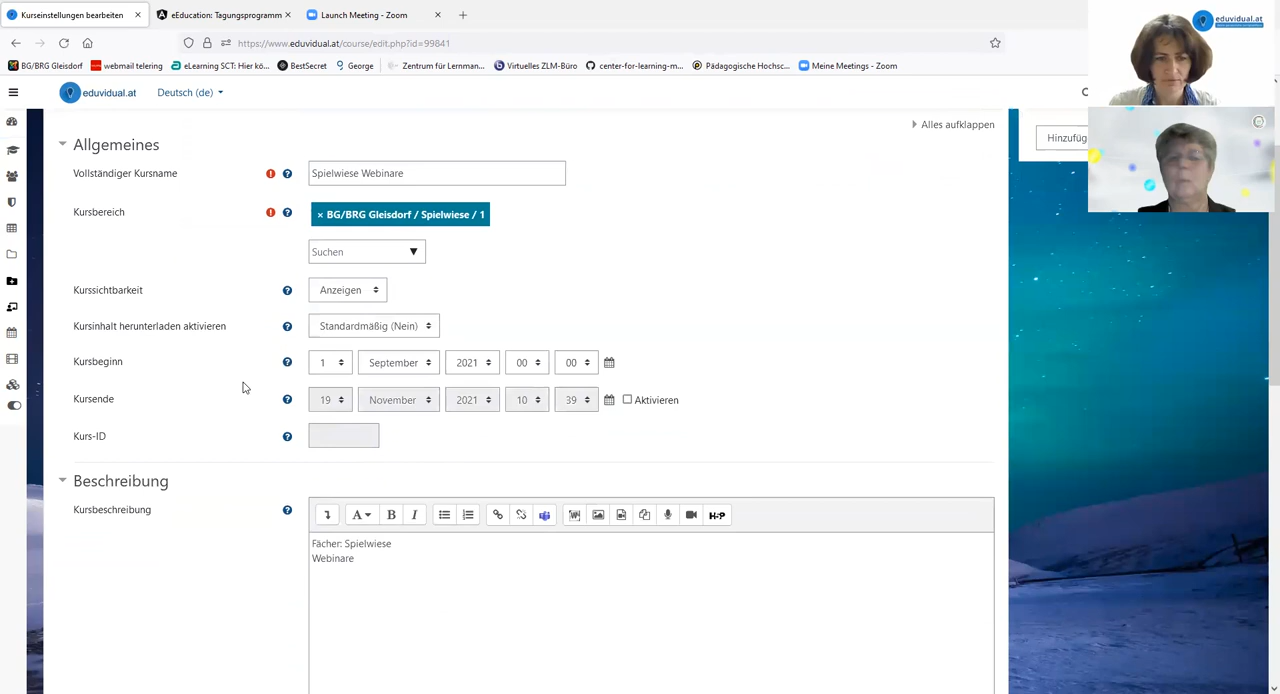 Kurseinstellungen bearbeiten
eEducation: Tagungsprogramm
Launch Meeting - Zoom
https://www.eduvidual.at/course/edit.php?id=99841
BG/BRG Gleisdorf
webmail telering
eLearning SCT: Hier kö...
BestSecret
George
Zentrum für Lernman...
Virtuelles ZLM-Büro
center-for-learning-m...
Pädagogische Hochsc...
Meine Meetings - Zoom
eduvidual.at
Deutsch (de)
eduvidual.at
Alles aufklappen
Hinzufüg
Allgemeines
Vollständiger Kursname
Spielwiese Webinare
Kursbereich
× BG/BRG Gleisdorf / Spielwiese / 1
Suchen
Kurssichtbarkeit
Anzeigen
Kursinhalt herunterladen aktivieren
Standardmäßig (Nein)
Kursbeginn
1 September 2021 00 00
Kursende
19 November 2021 10 39 Aktivieren
Kurs-ID
Beschreibung
Kursbeschreibung
A B I
H-P
Fächer: Spielwiese
Webinare